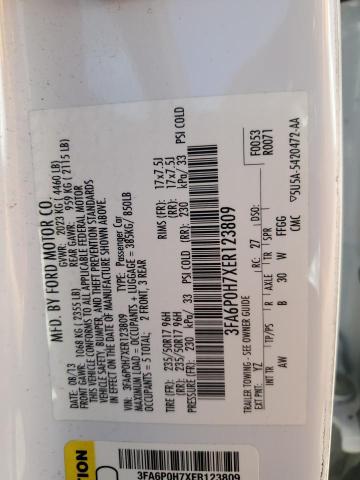 MFD. BY FORD MOTOR CO.
DATE: 08/13 GVWR: 2023 KG ( 4460 LB)
FRONT GAWR: 1068 KG ( 2355 LB) REAR GAWR: 959 KG ( 2115 LB)
THIS VEHICLE CONFORMS TO ALL APPLICABLE FEDERAL MOTOR
VEHICLE SAFETY, BUMPER, AND THEFT PREVENTION STANDARDS
IN EFFECT ON THE DATE OF MANUFACTURE SHOWN ABOVE.
VIN: 3FA6P0H7XER123809 TYPE: Passenger Car
MAXIMUM LOAD = OCCUPANTS + LUGGAGE = 385KG/ 850LB
OCCUPANTS = 5 TOTAL: 2 FRONT, 3 REAR
TIRE (FR): 235/50R17 96H RIMS (FR): 17x7.5J
TIRE (RR): 235/50R17 96H RIMS (RR): 17x7.5J
PRESSURE (FR): 230 kPa/ 33 PSI COLD (RR): 230 kPa/ 33 PSI COLD
3FA6P0H7XER123809
TRAILER TOWING - SEE OWNER GUIDE
F0053
R0071
EXT PNT: YZ RC: 27 DSO:
INT TR TP/PS R AXLE TR SPR
AW B 30 W FFGG
CMC ▽5U5A-5420472-AA
3FA6P0H7XER123809